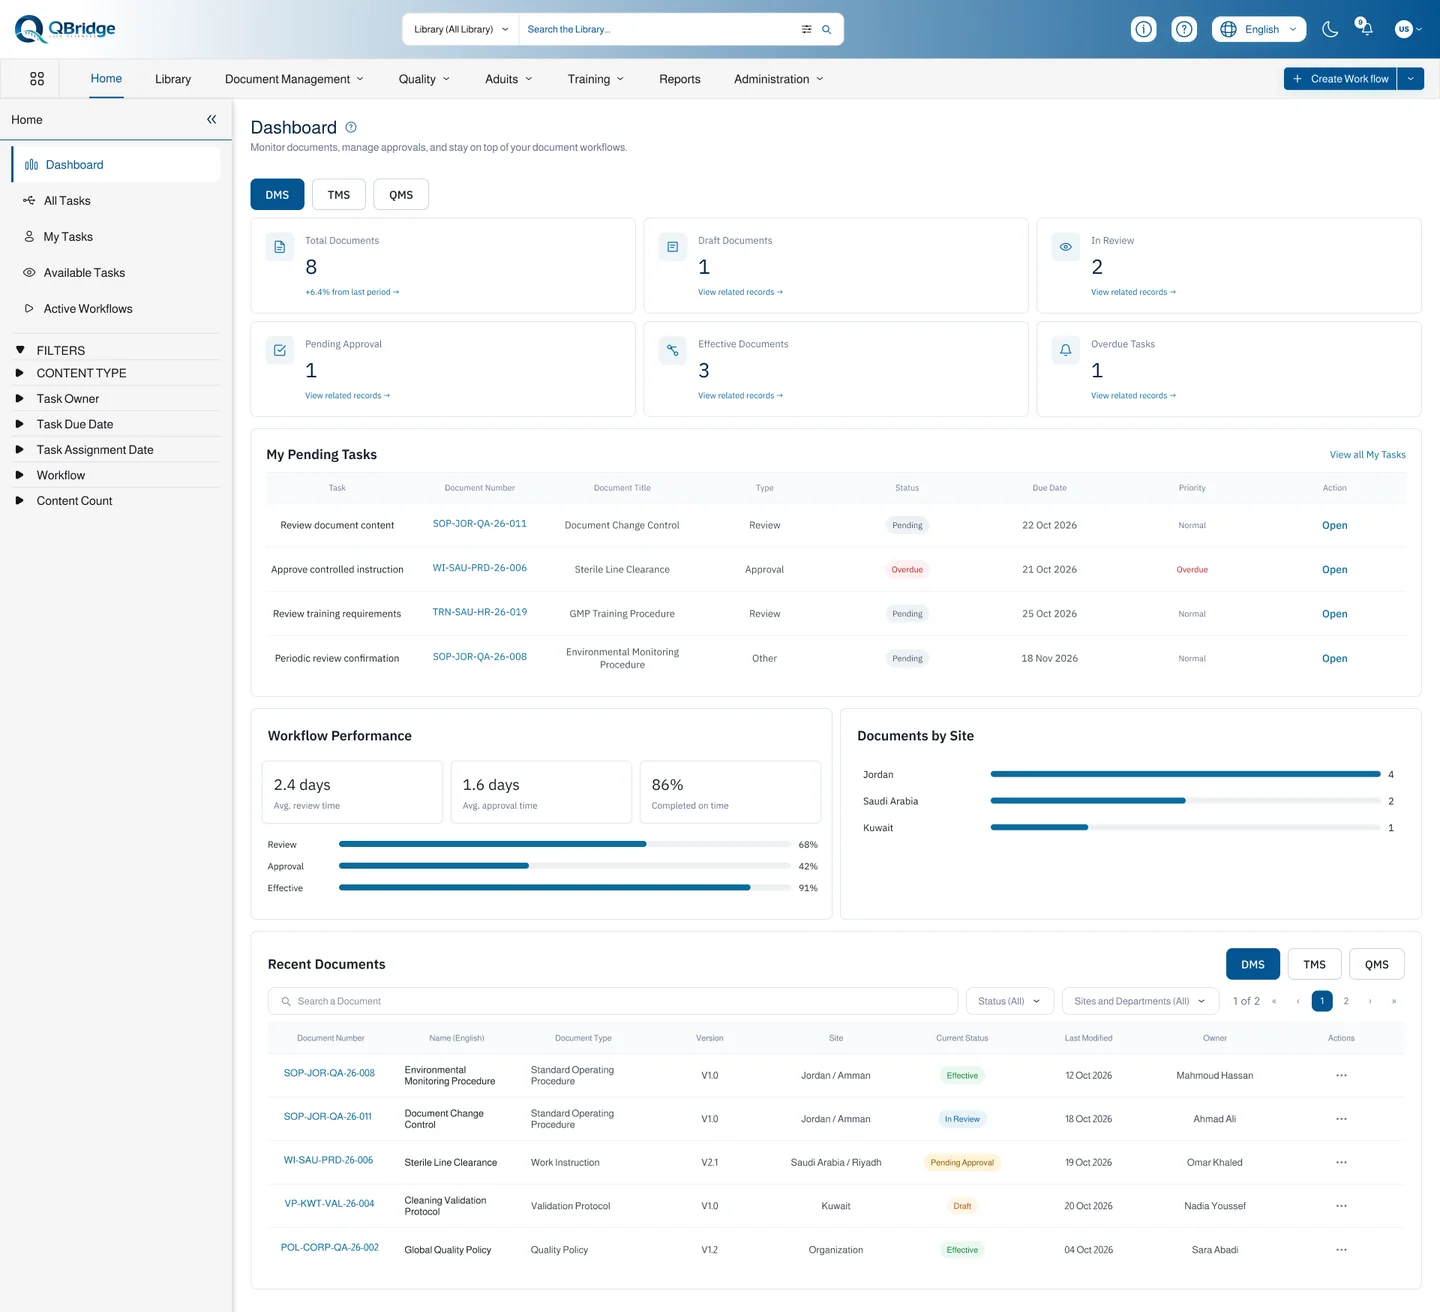 QBridge
Library (All Library)
Search the Library...
English
9
US
Home
Library
Document Management
Quality
Aduits
Training
Reports
Administration
+ Create Work flow
Home
Dashboard
All Tasks
My Tasks
Available Tasks
Active Workflows
FILTERS
CONTENT TYPE
Task Owner
Task Due Date
Task Assignment Date
Workflow
Content Count
Dashboard
Monitor documents, manage approvals, and stay on top of your document workflows.
DMS
TMS
QMS
Total Documents
8
+6.4% from last period →
Draft Documents
1
View related records →
In Review
2
View related records →
Pending Approval
1
View related records →
Effective Documents
3
View related records →
Overdue Tasks
1
View related records →
My Pending Tasks
View all My Tasks
Task Document Number Document Title Type Status Due Date Priority Action
Review document content SOP-JOR-QA-26-011 Document Change Control Review Pending 22 Oct 2026 Normal Open
Approve controlled instruction WI-SAU-PRD-26-006 Sterile Line Clearance Approval Overdue 21 Oct 2026 Overdue Open
Review training requirements TRN-SAU-HR-26-019 GMP Training Procedure Review Pending 25 Oct 2026 Normal Open
Periodic review confirmation SOP-JOR-QA-26-008 Environmental Monitoring Procedure Other Pending 18 Nov 2026 Normal Open
Workflow Performance
2.4 days
Avg. review time
1.6 days
Avg. approval time
86%
Completed on time
Review 68%
Approval 42%
Effective 91%
Documents by Site
Jordan 4
Saudi Arabia 2
Kuwait 1
Recent Documents
DMS
TMS
QMS
Search a Document
Status (All)
Sites and Departments (All)
1 of 2 « ‹ 1 2 › »
Document Number Name (English) Document Type Version Site Current Status Last Modified Owner Actions
SOP-JOR-QA-26-008 Environmental Monitoring Procedure Standard Operating Procedure V1.0 Jordan / Amman Effective 12 Oct 2026 Mahmoud Hassan ...
SOP-JOR-QA-26-011 Document Change Control Standard Operating Procedure V1.0 Jordan / Amman In Review 18 Oct 2026 Ahmad Ali ...
WI-SAU-PRD-26-006 Sterile Line Clearance Work Instruction V2.1 Saudi Arabia / Riyadh Pending Approval 19 Oct 2026 Omar Khaled ...
VP-KWT-VAL-26-004 Cleaning Validation Protocol Validation Protocol V1.0 Kuwait Draft 20 Oct 2026 Nadia Youssef ...
POL-CORP-QA-26-002 Global Quality Policy Quality Policy V1.2 Organization Effective 04 Oct 2026 Sara Abadi ...